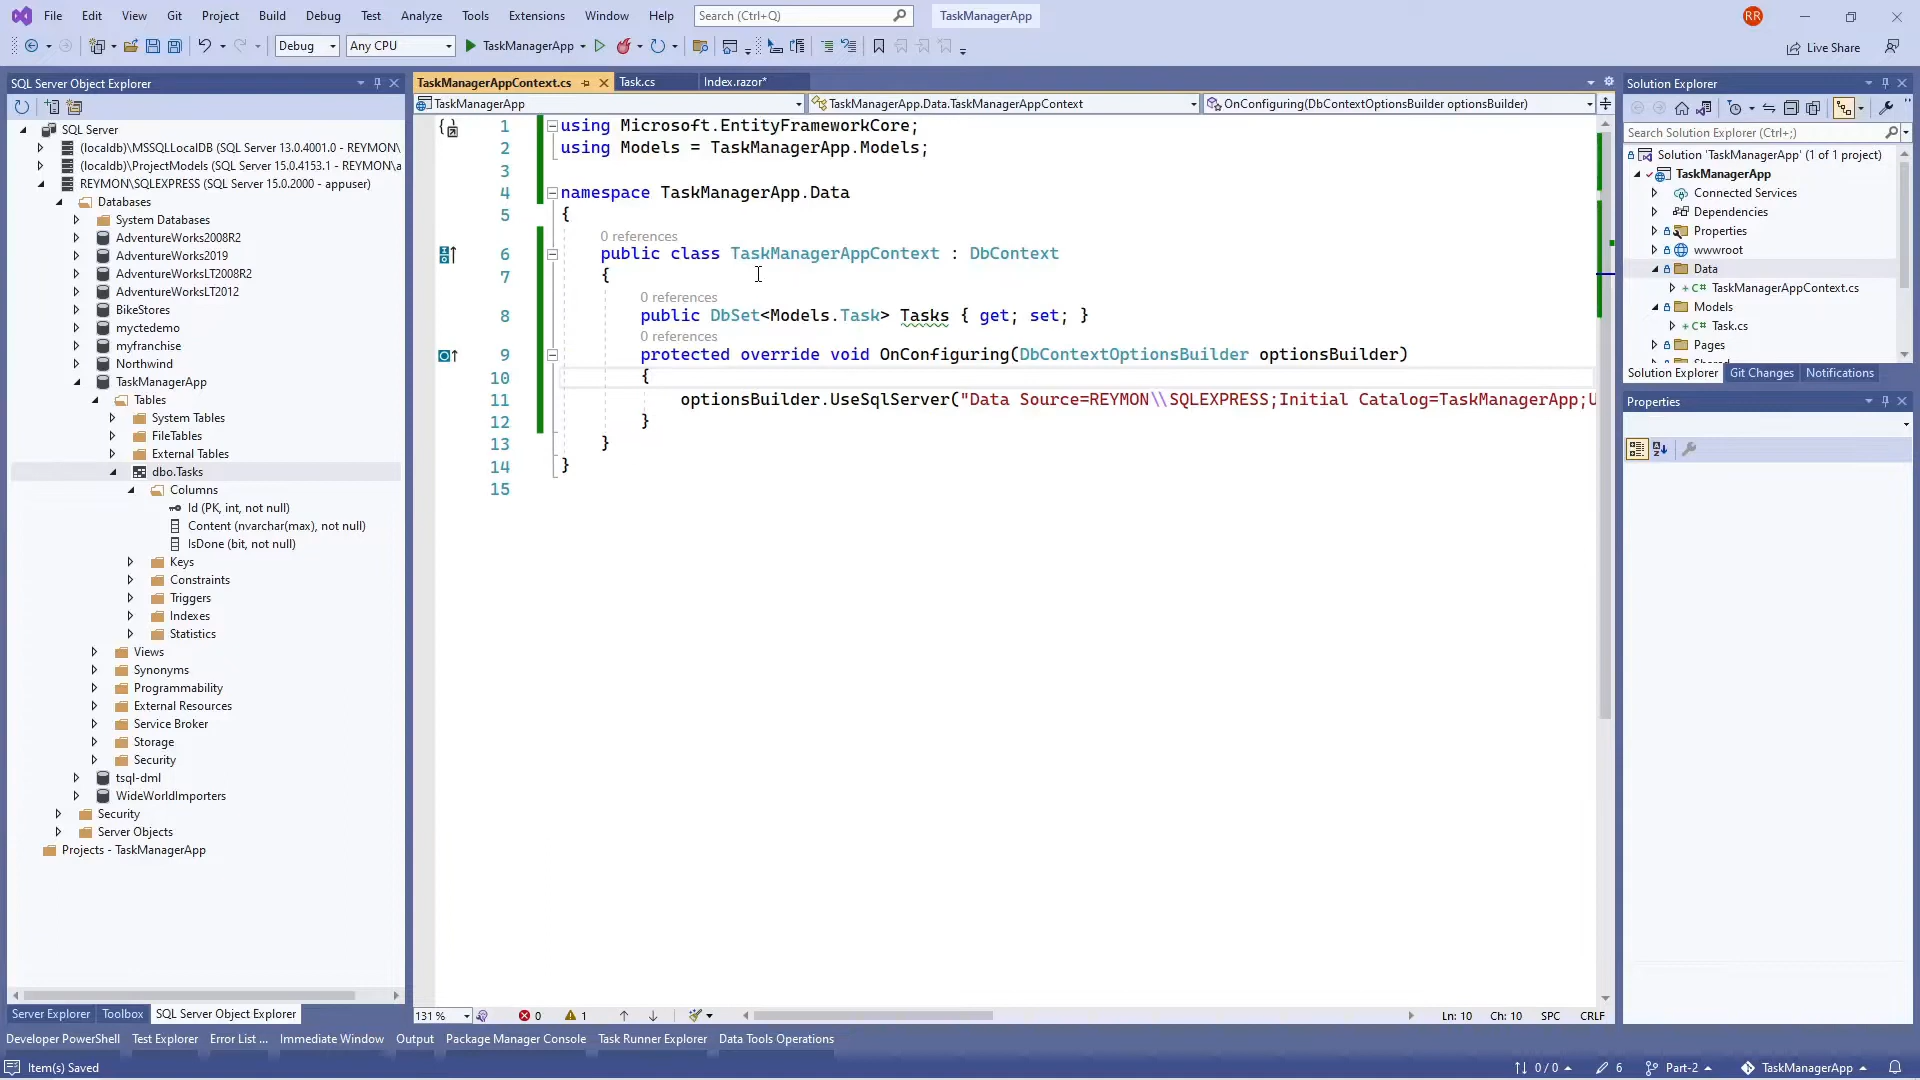 File Edit View Git Project Build Debug Test Analyze Tools Extensions Window Help Search (Ctrl+Q) TaskManagerApp RR
Debug Any CPU TaskManagerApp Live Share
SQL Server Object Explorer
SQL Server
(localdb)\MSSQLLocalDB (SQL Server 13.0.4001.0 - REYMON\
(localdb)\ProjectModels (SQL Server 15.0.4153.1 - REYMON\a
REYMON\SQLEXPRESS (SQL Server 15.0.2000 - appuser)
Databases
System Databases
AdventureWorks2008R2
AdventureWorks2019
AdventureWorksLT2008R2
AdventureWorksLT2012
BikeStores
myctedemo
myfranchise
Northwind
TaskManagerApp
Tables
System Tables
FileTables
External Tables
dbo.Tasks
Columns
Id (PK, int, not null)
Content (nvarchar(max), not null)
IsDone (bit, not null)
Keys
Constraints
Triggers
Indexes
Statistics
Views
Synonyms
Programmability
External Resources
Service Broker
Storage
Security
tsql-dml
WideWorldImporters
Security
Server Objects
Projects - TaskManagerApp
Server Explorer Toolbox SQL Server Object Explorer
TaskManagerAppContext.cs Task.cs Index.razor*
TaskManagerApp TaskManagerApp.Data.TaskManagerAppContext OnConfiguring(DbContextOptionsBuilder optionsBuilder)
1 using Microsoft.EntityFrameworkCore;
2 using Models = TaskManagerApp.Models;
3
4 namespace TaskManagerApp.Data
5 {
0 references
6 public class TaskManagerAppContext : DbContext
7 {
0 references
8 public DbSet<Models.Task> Tasks { get; set; }
0 references
9 protected override void OnConfiguring(DbContextOptionsBuilder optionsBuilder)
10 {
11 optionsBuilder.UseSqlServer("Data Source=REYMON\\SQLEXPRESS;Initial Catalog=TaskManagerApp;U
12 }
13 }
14 }
15
131 % 0 1 Ln: 10 Ch: 10 SPC CRLF
Solution Explorer
Search Solution Explorer (Ctrl+;)
Solution 'TaskManagerApp' (1 of 1 project)
TaskManagerApp
Connected Services
Dependencies
Properties
wwwroot
Data
TaskManagerAppContext.cs
Models
Task.cs
Pages
Shared
Solution Explorer Git Changes Notifications
Properties
Developer PowerShell Test Explorer Error List ... Immediate Window Output Package Manager Console Task Runner Explorer Data Tools Operations
Item(s) Saved 0 / 0 6 Part-2 TaskManagerApp